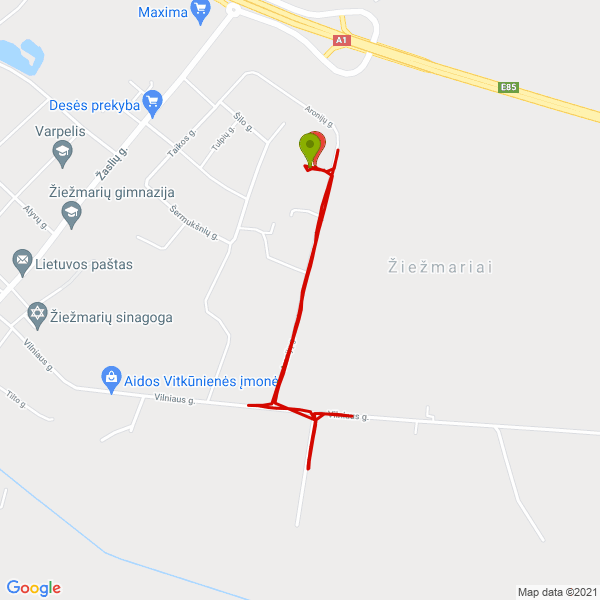 Maxima
A1
E85
Desės prekyba
Aronijų g.
Šilo g.
Tulpių g.
Taikos g.
Varpelis
Žaslių g.
Žiežmarių gimnazija
Alyvų g.
Šermukšnių g.
Lietuvos paštas
Žiežmariai
Žiežmarių sinagoga
Vilniaus g.
Aidos Vitkūnienės įmonė
Tilto g.
Vilniaus g.
Vilniaus g.
Google
Map data ©2021